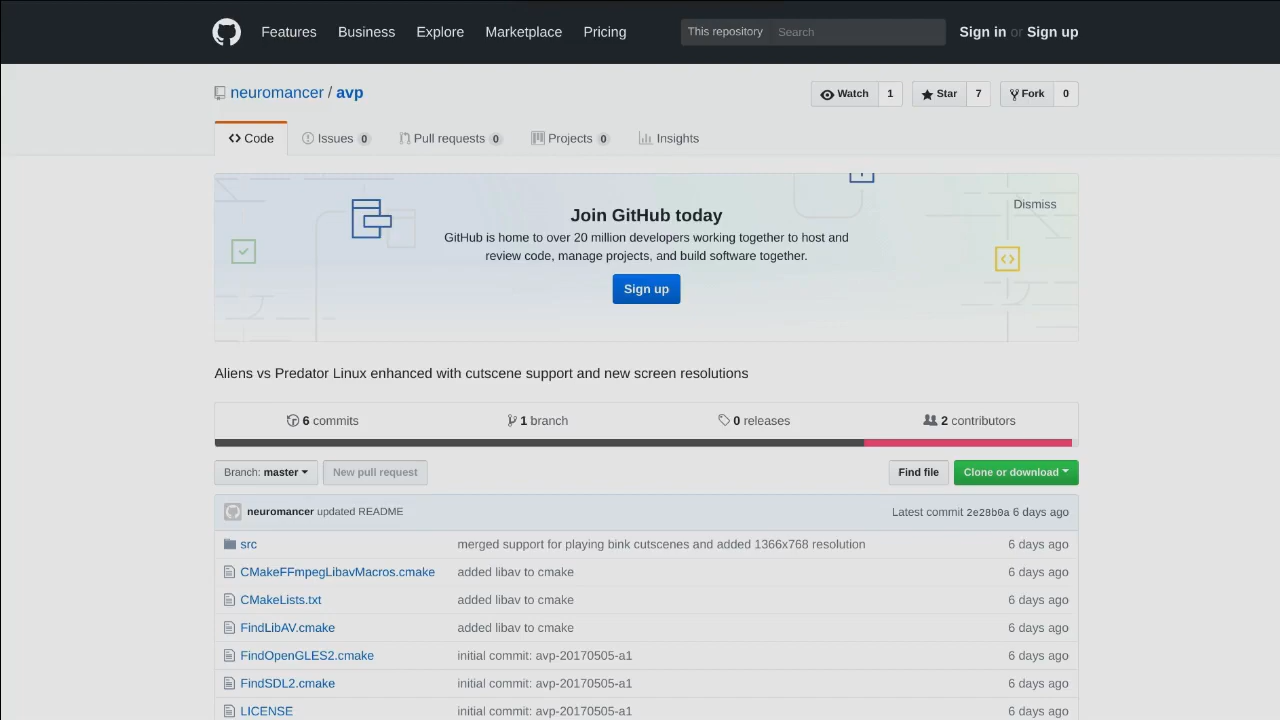 Features Business Explore Marketplace Pricing This repository Search Sign in or Sign up
neuromancer / avp Watch 1 Star 7 Fork 0
Code Issues 0 Pull requests 0 Projects 0 Insights
Join GitHub today
Dismiss
GitHub is home to over 20 million developers working together to host and
review code, manage projects, and build software together.
Sign up
Aliens vs Predator Linux enhanced with cutscene support and new screen resolutions
6 commits 1 branch 0 releases 2 contributors
Branch: master New pull request Find file Clone or download
neuromancer updated README Latest commit 2e28b0a 6 days ago
src merged support for playing bink cutscenes and added 1366x768 resolution 6 days ago
CMakeFFmpegLibavMacros.cmake added libav to cmake 6 days ago
CMakeLists.txt added libav to cmake 6 days ago
FindLibAV.cmake added libav to cmake 6 days ago
FindOpenGLES2.cmake initial commit: avp-20170505-a1 6 days ago
FindSDL2.cmake initial commit: avp-20170505-a1 6 days ago
LICENSE initial commit: avp-20170505-a1 6 days ago